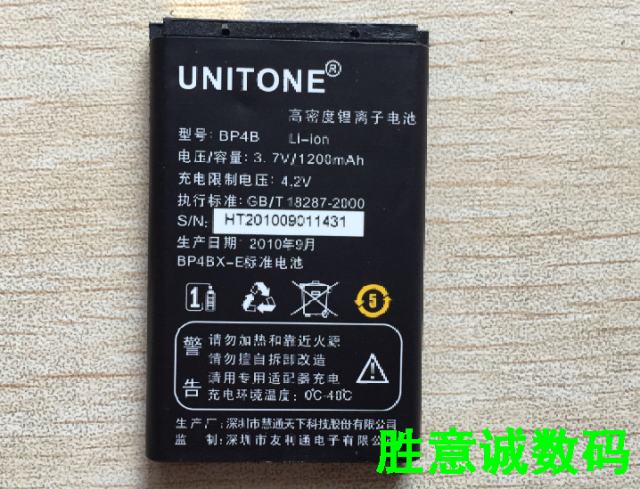 UNITONE®
高密度锂离子电池
型号: BP4B Li-ion
电压/容量: 3.7V/1200mAh
充电限制电压: 4.2V
执行标准: GB/T 18287-2000
S/N: HT201009011431
生产日期: 2010年9月
BP4BX-E标准电池
1
5
警告
请勿加热和靠近火源
请勿擅自拆卸改造
请用专用适配器充电
充电环境温度: 0℃-40℃
生产厂: 深圳市慧通天下科技股份有限公司
监制: 深圳市友利通电子有限公司
胜意诚数码